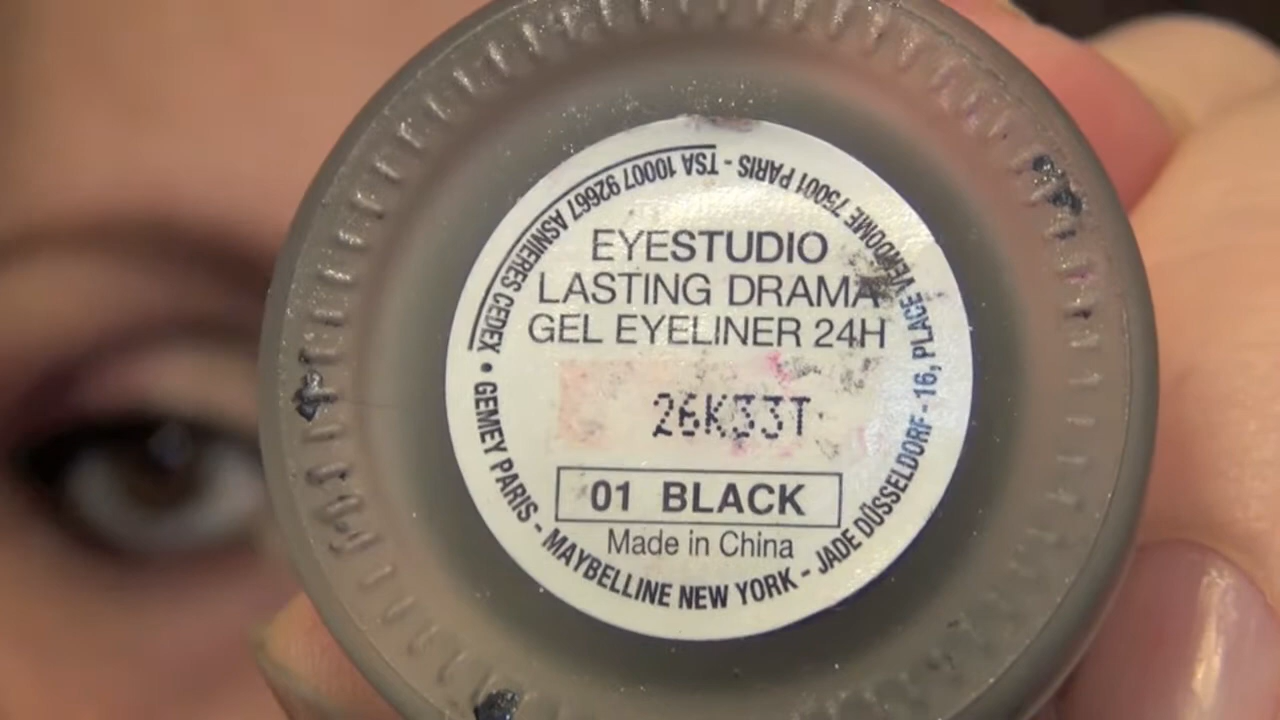 EYESTUDIO
LASTING DRAMA
GEL EYELINER 24H
26K33T
01 BLACK
Made in China
GEMEY PARIS - MAYBELLINE NEW YORK - JADE DÜSSELDORF - 16, PLACE VENDOME 75001 PARIS - TSA 10007 92667 ASNIERES CEDEX •